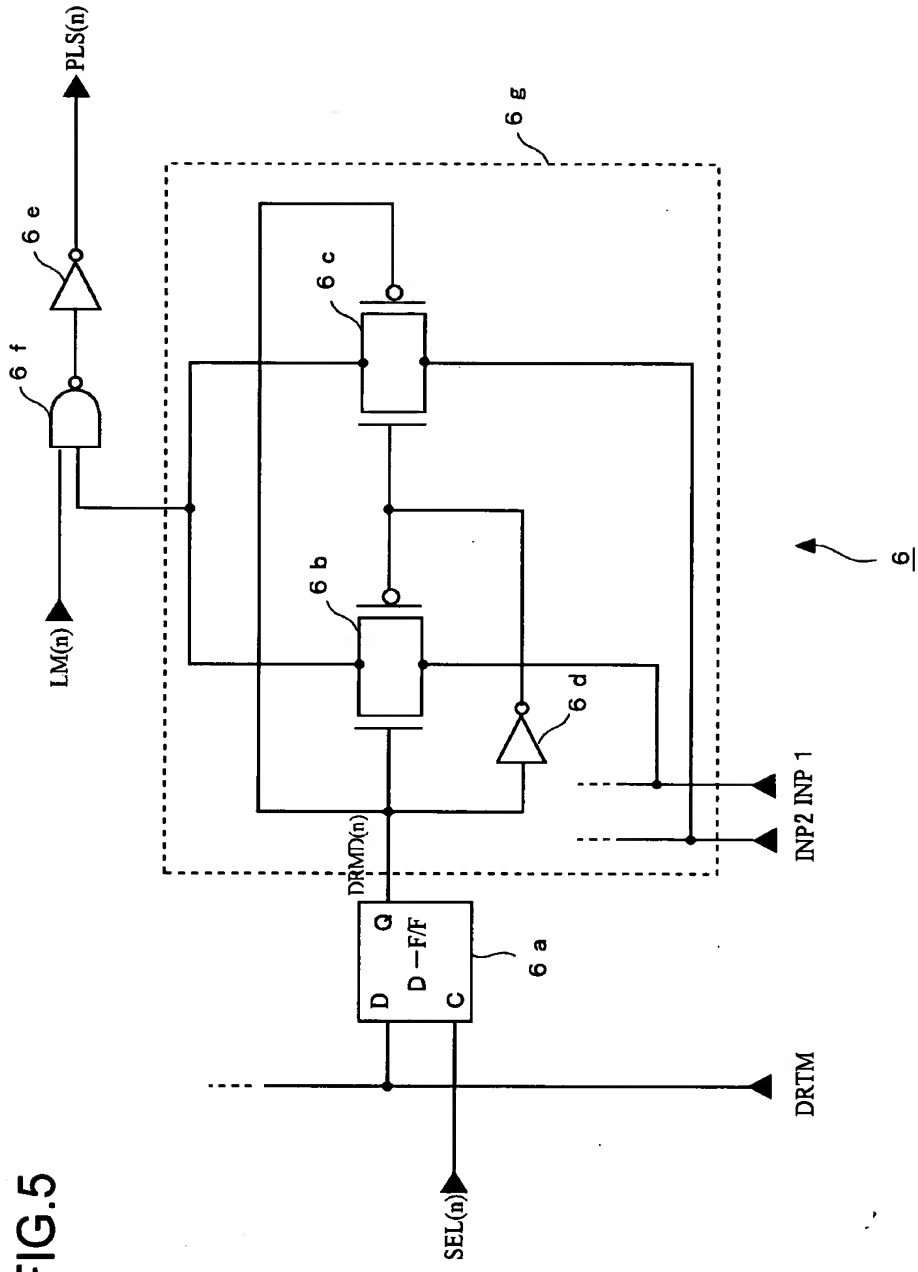 FIG.5
LM(n)
6 f
6 e
PLS(n)
6 g
6 b
6 c
DRMD(n)
6 d
D
Q
D－F/F
C
6 a
SEL(n)
DRTM
INP2
INP 1
6